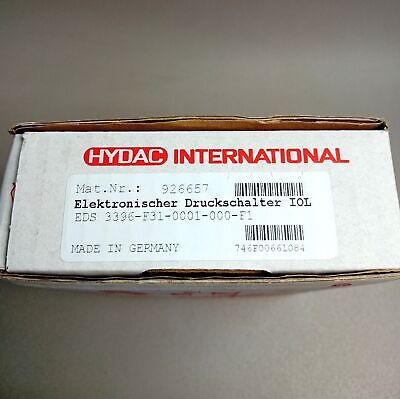 HYDAC INTERNATIONAL
Mat.Nr.: 926657
Elektronischer Druckschalter IOL
EDS 3396-F31-0001-000-F1
MADE IN GERMANY
746F00661084